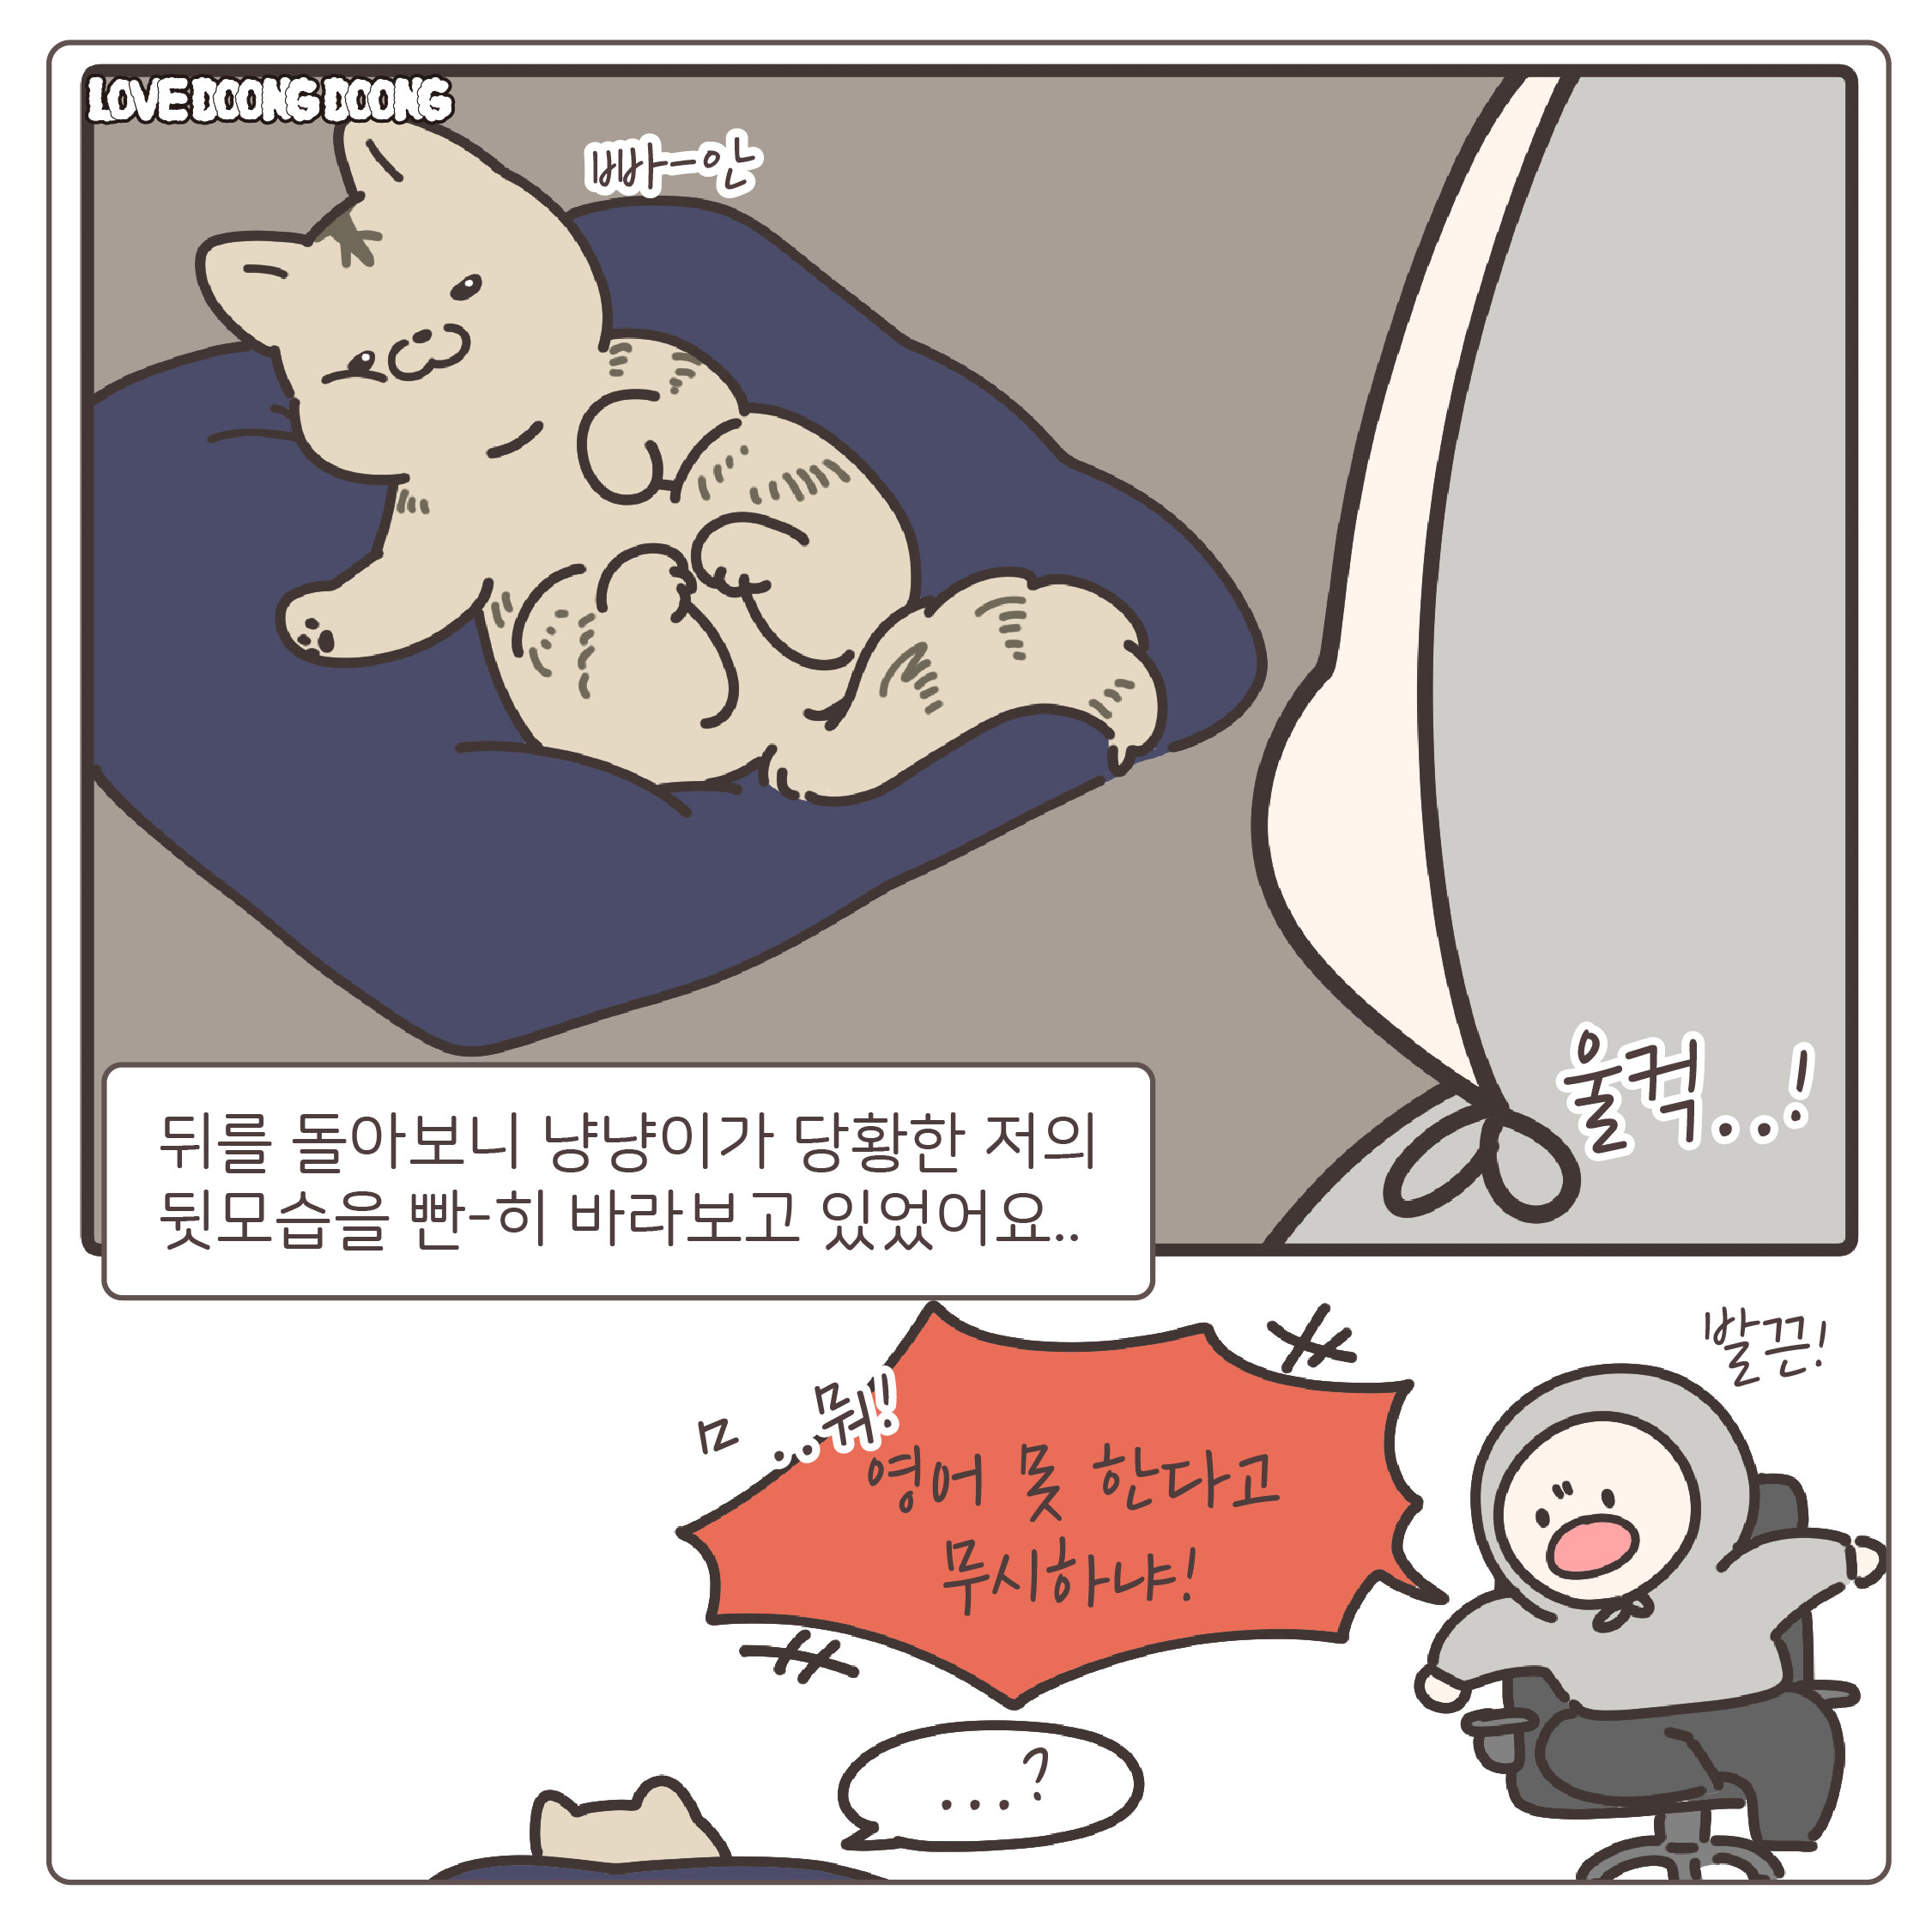 LOVE DOONG DOONG
빠-안
울컥...!
뒤를 돌아보니 냥냥이가 당황한 저의
뒷모습을 빤-히 바라보고 있었어요..
발끈!
ㅁ ...뭐!
영어 못 한다고
무시하냐!
...?